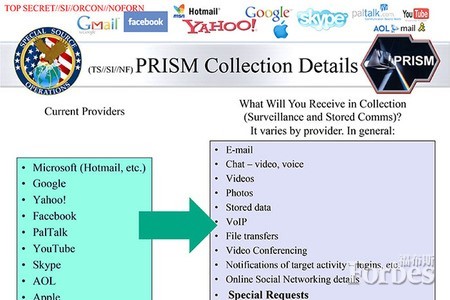 TOP SECRET//SI//ORCON//NOFORN
Gmail
facebook
Hotmail
YAHOO!
Google
skype
paltalk.com
YouTube
AOL mail
SPECIAL SOURCE
OPERATIONS
(TS//SI//NF) PRISM Collection Details
PRISM
Current Providers
What Will You Receive in Collection
(Surveillance and Stored Comms)?
It varies by provider. In general:
• Microsoft (Hotmail, etc.)
• Google
• Yahoo!
• Facebook
• PalTalk
• YouTube
• Skype
• AOL
• Apple
• E-mail
• Chat – video, voice
• Videos
• Photos
• Stored data
• VoIP
• File transfers
• Video Conferencing
• Notifications of target activity – logins, etc.
• Online Social Networking details
• Special Requests
福布斯
Forbes